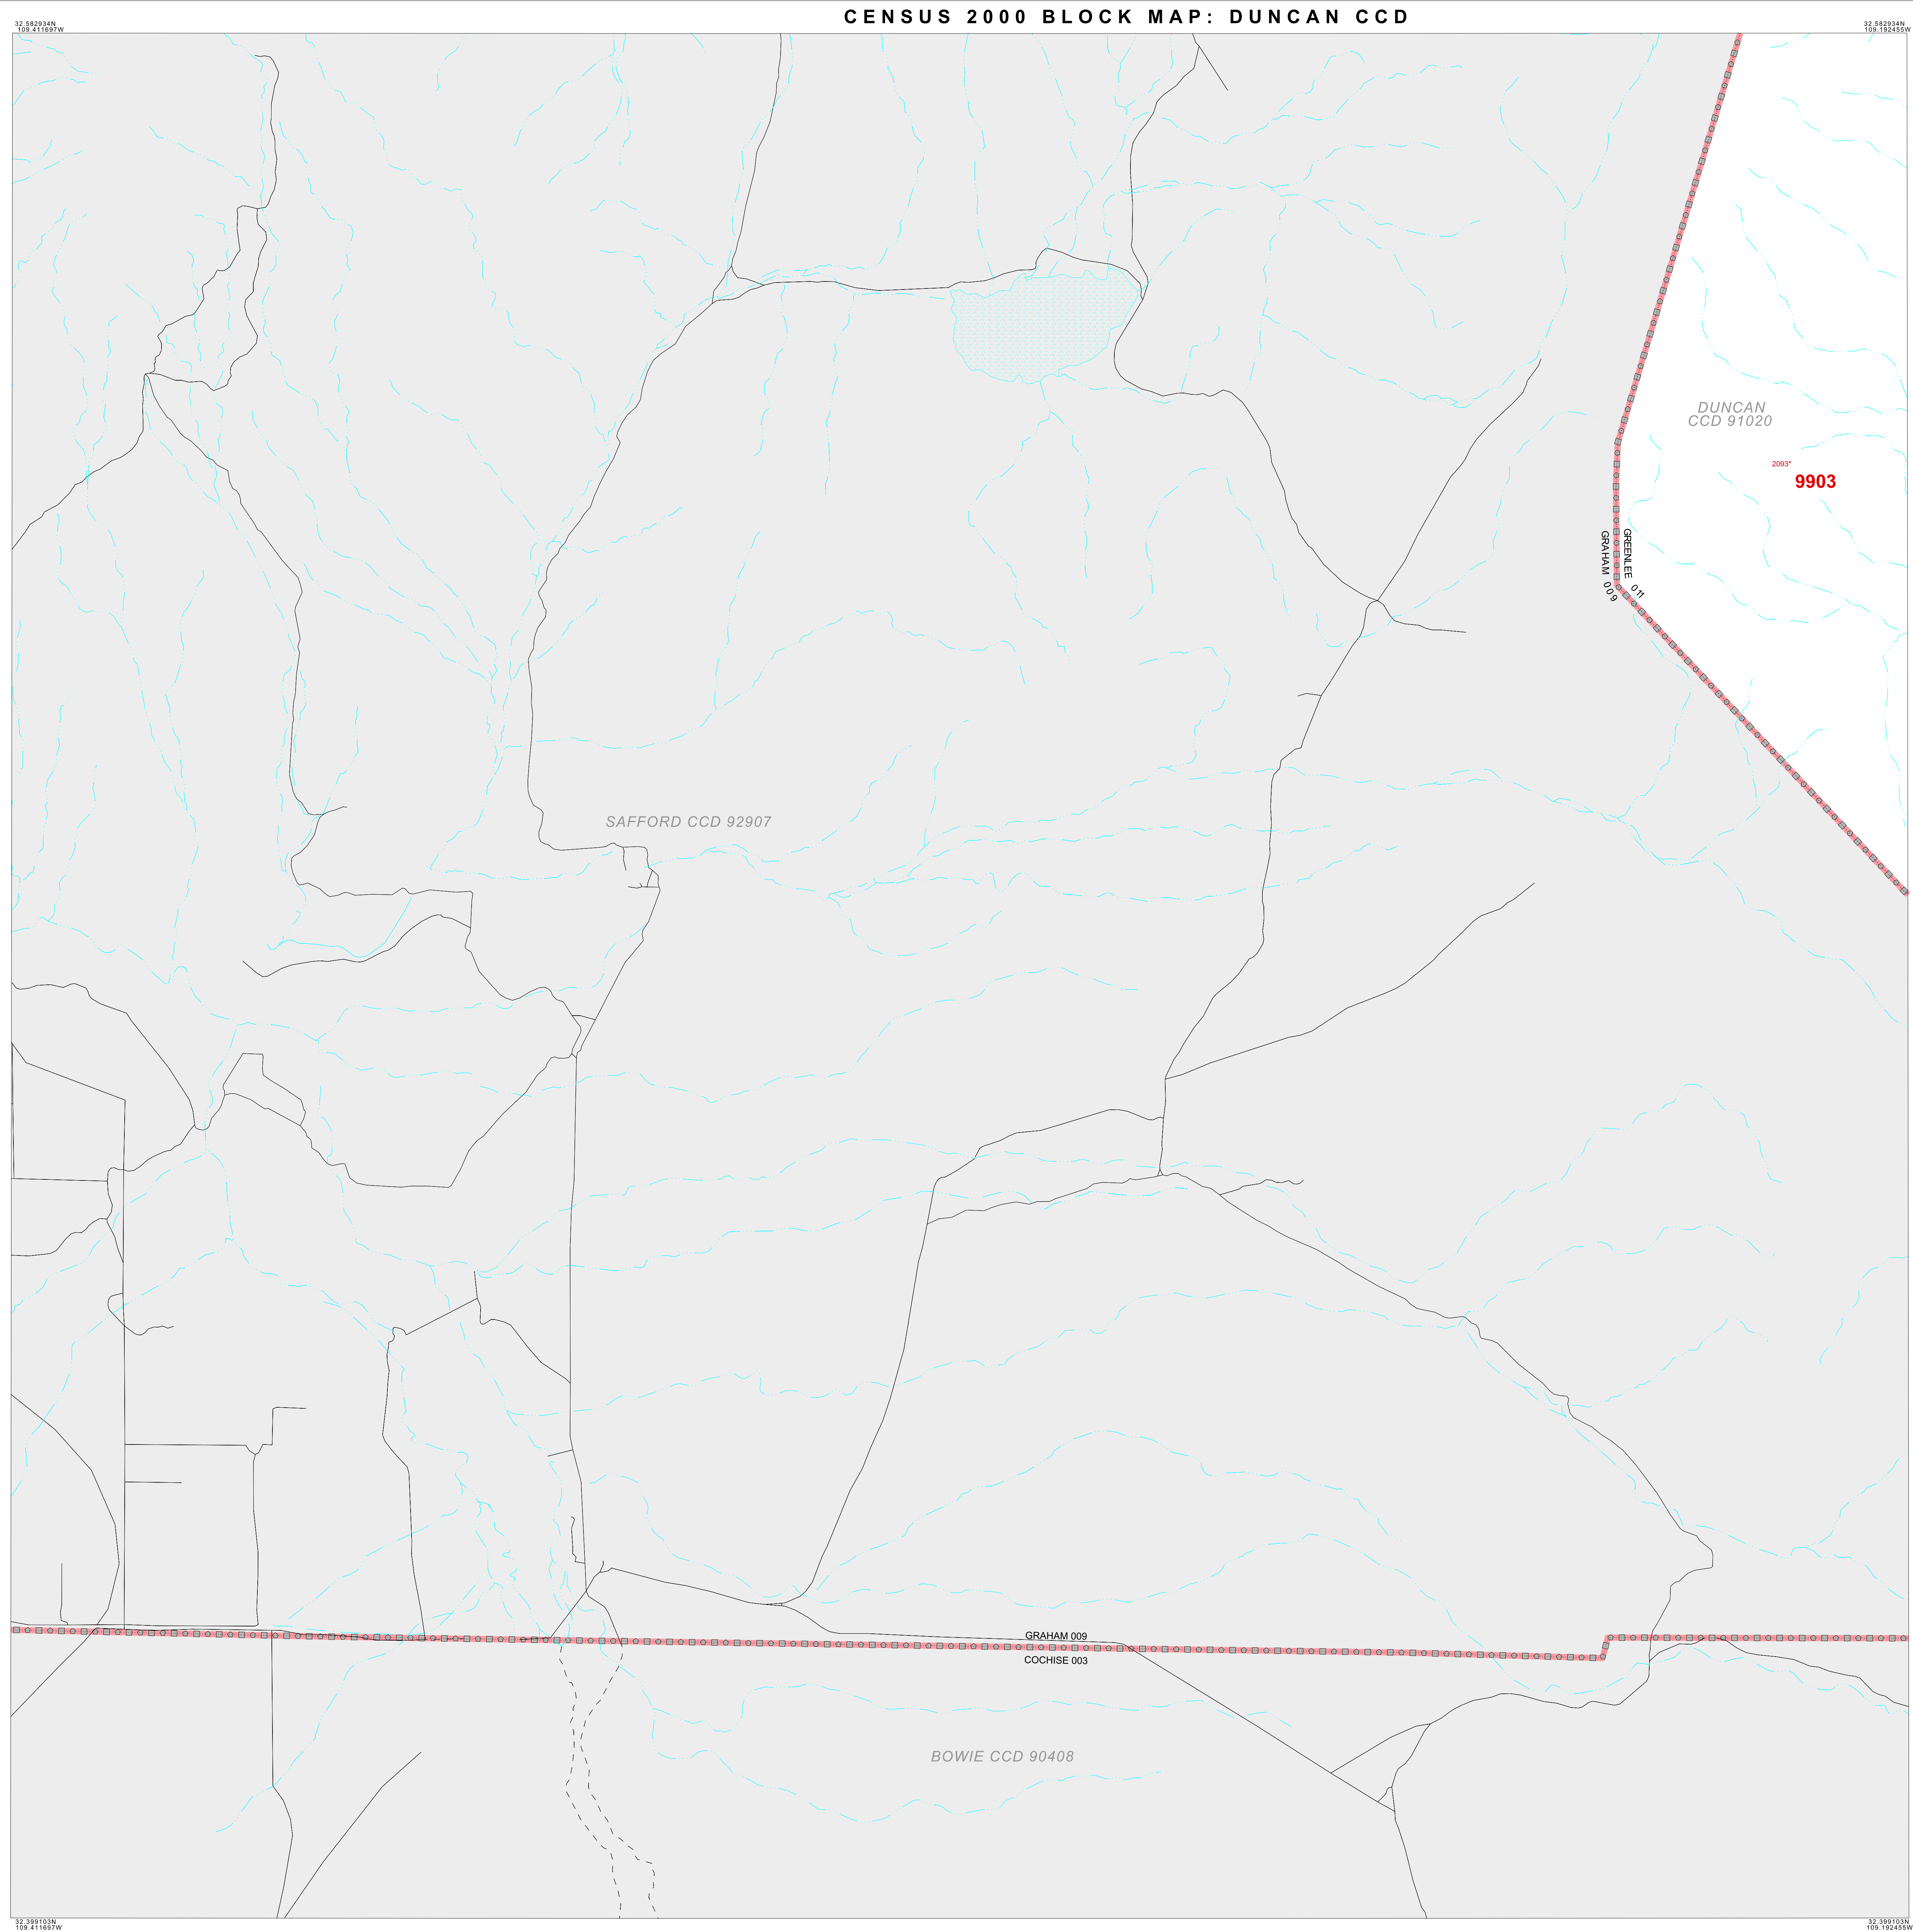 CENSUS 2000 BLOCK MAP: DUNCAN CCD
32.582934N
109.411697W
32.582934N
109.192455W
DUNCAN
CCD 91020
2093*
9903
GRAHAM 009
GREENLEE 011
SAFFORD CCD 92907
GRAHAM 009
COCHISE 003
BOWIE CCD 90408
32.399103N
109.411697W
32.399103N
109.192455W